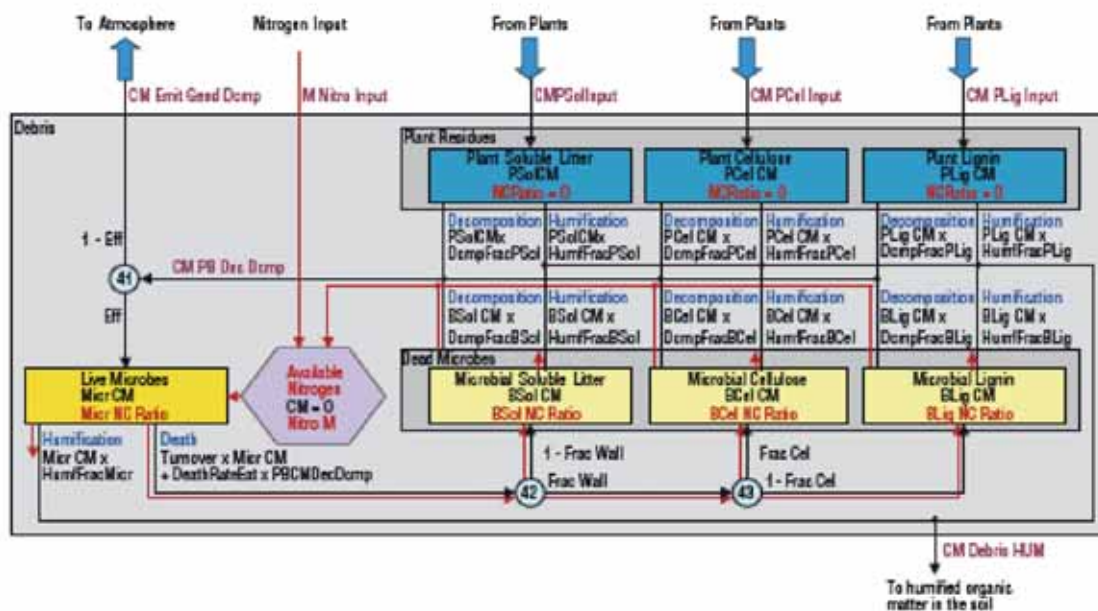 To Atmosphere
Nitrogen Input
From Plants
From Plants
From Plants
CM Emit Gead Dcmp
M Nitro Input
CMPSolInput
CM PCel Input
CM PLig Input
Debris
Plant Residues
Plant Soluble Litter
PSolCM
NCRatio = 0
Plant Cellulose
PCel CM
NCRatio = 0
Plant Lignin
PLig CM
NCRatio = 0
Decomposition
PSolCMx
DcmpFracPSol
Humification
PSolCMx
HumfFracPSol
Decomposition
PCel CM x
DcmpFracPCel
Humification
PCel CM x
HumfFracPCel
Decomposition
PLig CM x
DcmpFracPLig
Humification
PLig CM x
HumfFracPLig
1 - Eff
41
CM PB Dec Dcmp
Eff
Decomposition
BSol CM x
DcmpFracBSol
Humification
BSol CM x
HumfFracBSol
Decomposition
BCel CM x
DcmpFracBCel
Humification
BCel CM x
HumfFracBCel
Decomposition
BLig CM x
DcmpFracBLig
Humification
BLig CM x
HumfFracBLig
Dead Microbes
Live Microbes
Micr CM
Micr NC Ratio
Available
Nitrogen
CM = 0
Nitro M
Microbial Soluble Litter
BSol CM
BSol NC Ratio
Microbial Cellulose
BCel CM
BCel NC Ratio
Microbial Lignin
BLig CM
BLig NC Ratio
Humification
Micr CM x
HumfFracMicr
Death
Turnover x Micr CM
+ DeathRateEat x PBCMDecDcmp
1 - Frac Wall
42
Frac Wall
Frac Cel
43
1 - Frac Cel
CM Debris HUM
To humified organic
matter in the soil